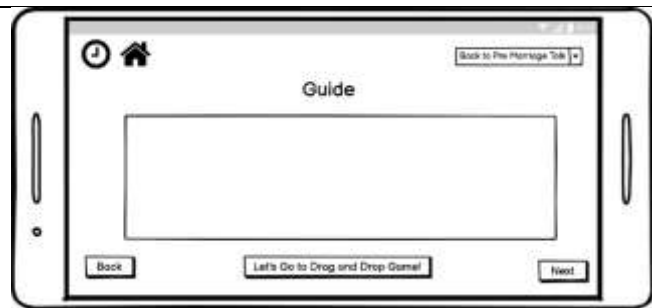 Back to Pre Marriage Talk
Guide
Back
Let's Go to Drag and Drop Game!
Next